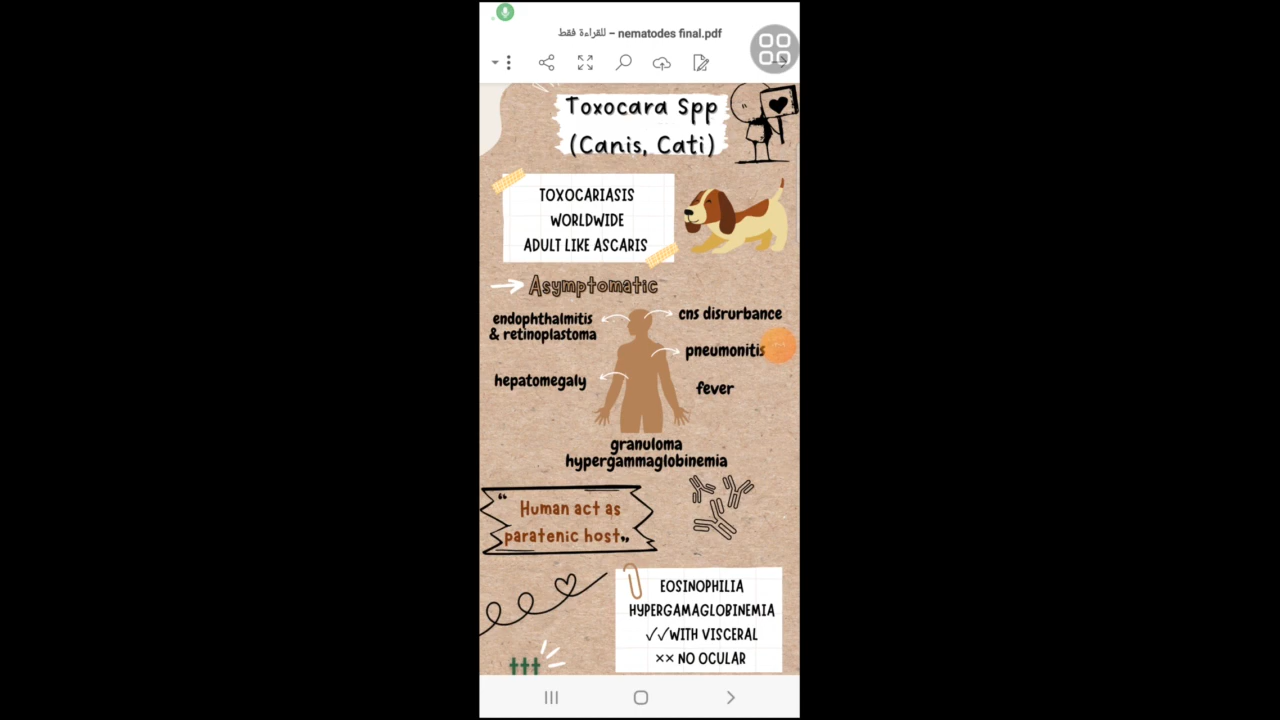 nematodes final.pdf – للقراءة فقط
Toxocara Spp
(Canis, Cati)
TOXOCARIASIS
WORLDWIDE
ADULT LIKE ASCARIS
Asymptomatic
endophthalmitis
& retinoplastoma
cns disrurbance
pneumonitis
hepatomegaly
fever
granuloma
hypergammaglobinemia
“ Human act as
paratenic host„
EOSINOPHILIA
HYPERGAMAGLOBINEMIA
✓✓WITH VISCERAL
×× NO OCULAR